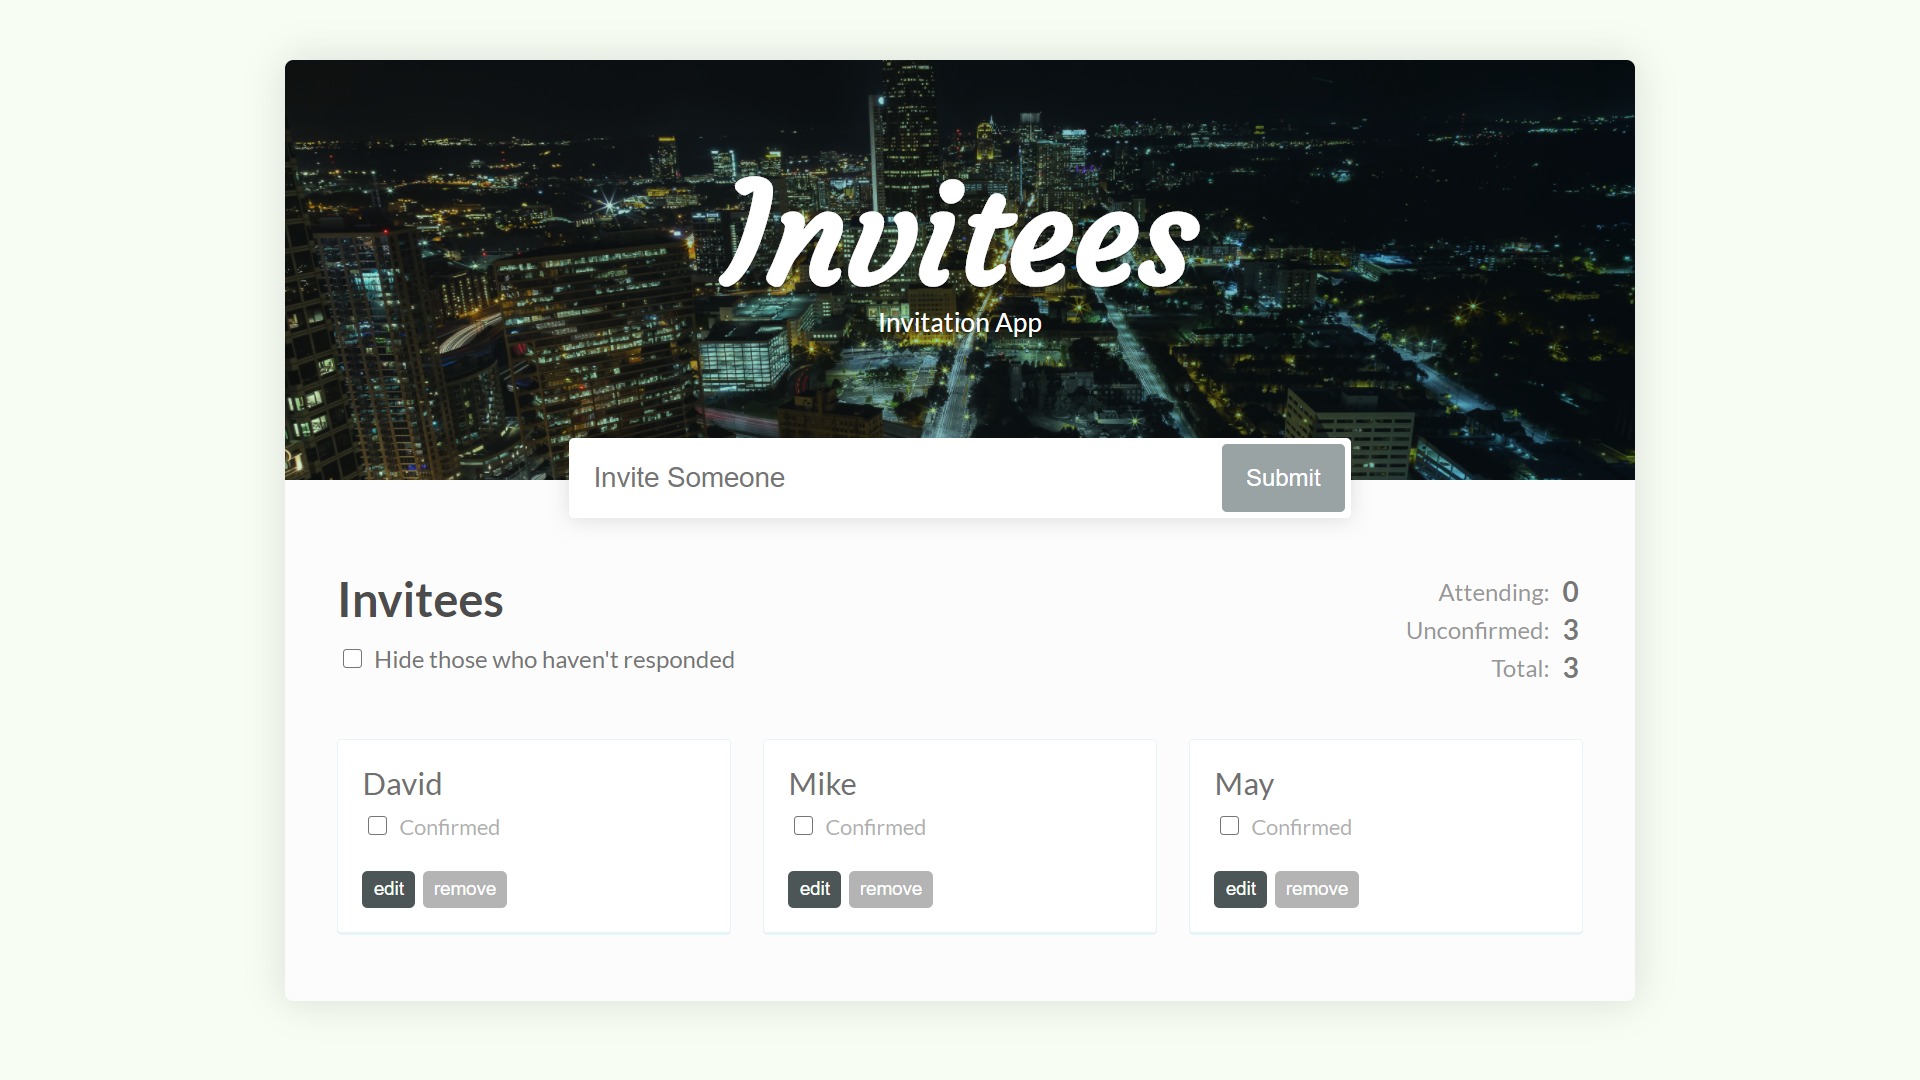 Invitees
Invitation App
Invite Someone
Submit
Invitees
Hide those who haven't responded
Attending: 0
Unconfirmed: 3
Total: 3
David
Confirmed
edit remove
Mike
Confirmed
edit remove
May
Confirmed
edit remove